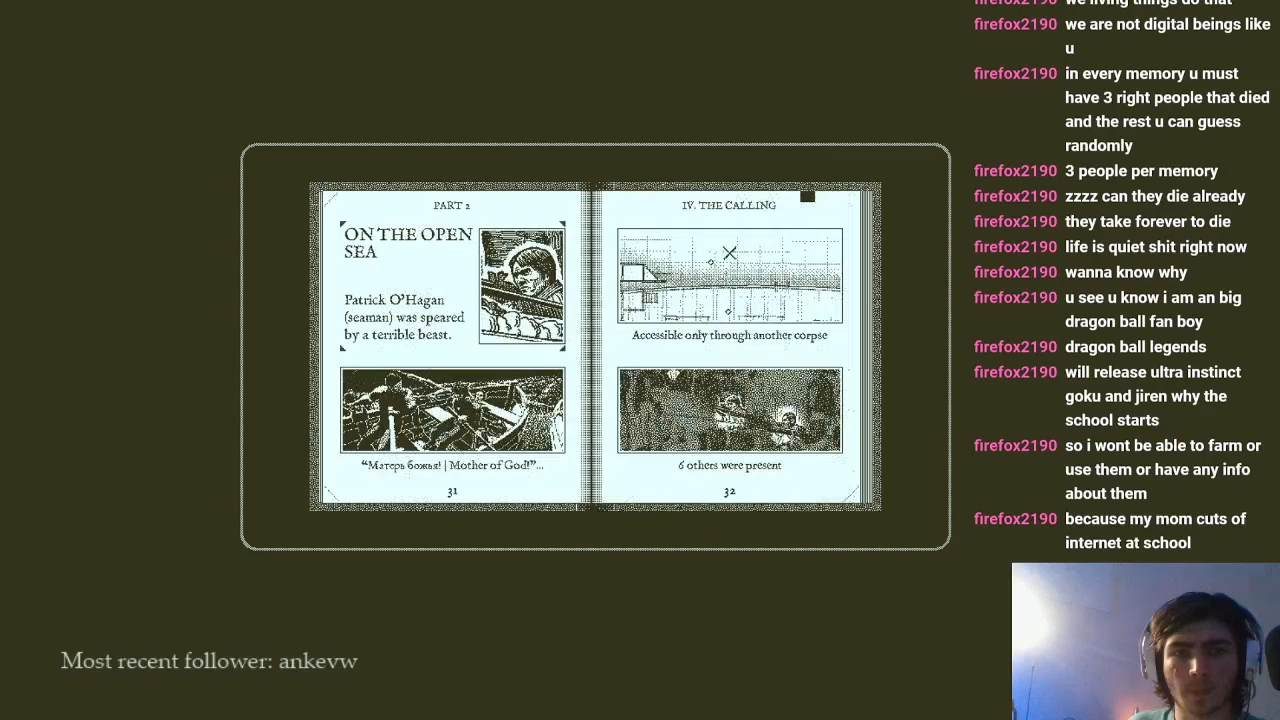 PART 2
ON THE OPEN
SEA
Patrick O'Hagan
(seaman) was speared
by a terrible beast.
"Матерь божья! | Mother of God!"...
31
IV. THE CALLING
Accessible only through another corpse
6 others were present
32
Most recent follower: ankevw
firefox2190 we living things do that
firefox2190 we are not digital beings like
u
firefox2190 in every memory u must
have 3 right people that died
and the rest u can guess
randomly
firefox2190 3 people per memory
firefox2190 zzzz can they die already
firefox2190 they take forever to die
firefox2190 life is quiet shit right now
firefox2190 wanna know why
firefox2190 u see u know i am an big
dragon ball fan boy
firefox2190 dragon ball legends
firefox2190 will release ultra instinct
goku and jiren why the
school starts
firefox2190 so i wont be able to farm or
use them or have any info
about them
firefox2190 because my mom cuts of
internet at school